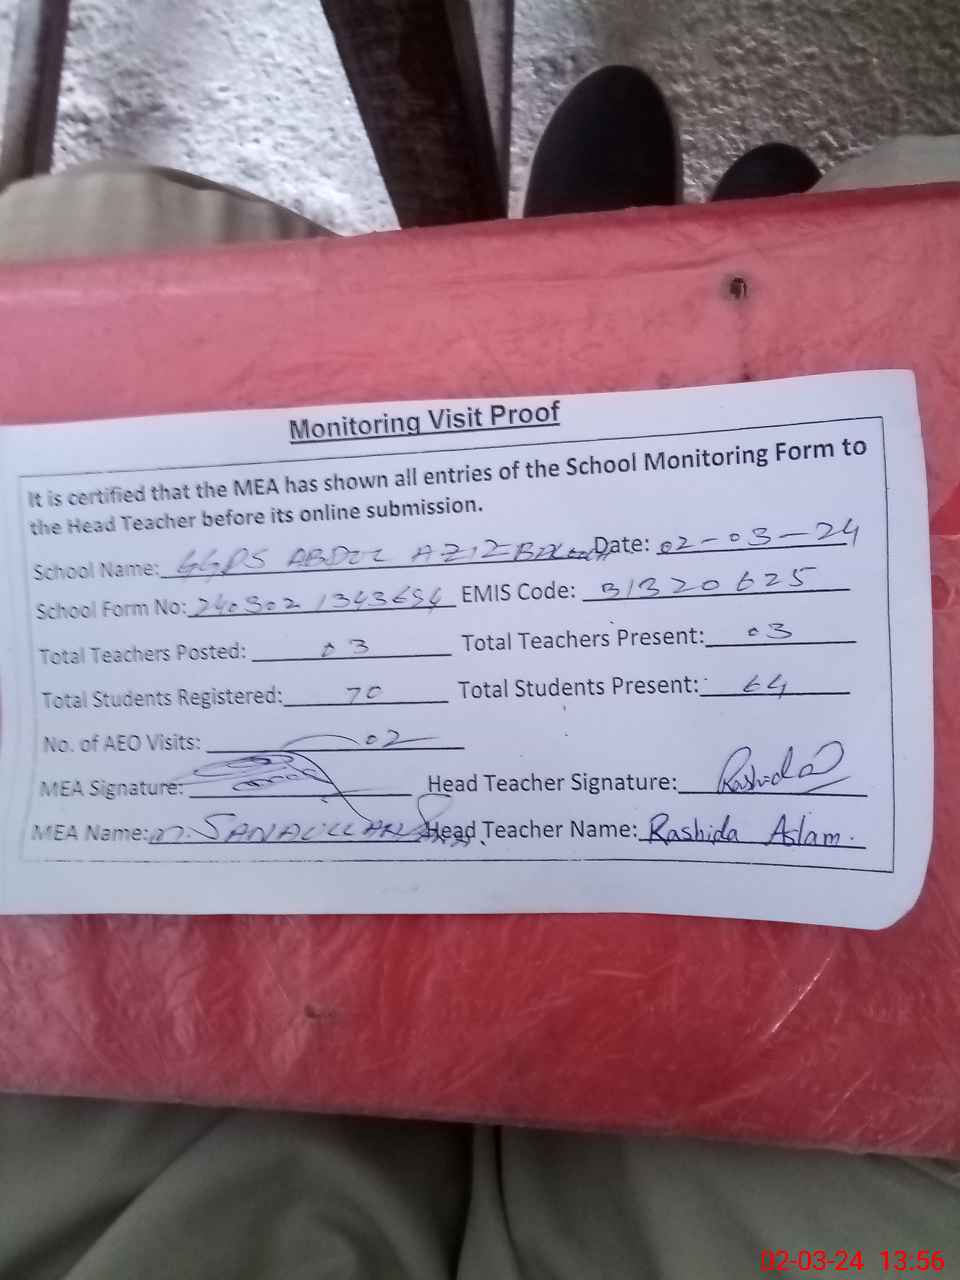 Monitoring Visit Proof
It is certified that the MEA has shown all entries of the School Monitoring Form to
the Head Teacher before its online submission.
School Name: GGPS ABDUL AZIZ Date: 02-03-24
School Form No: EMIS Code: 31320625
Total Teachers Posted: 03 Total Teachers Present: 03
Total Students Registered: 70 Total Students Present: 64
No. of AEO Visits: 02
MEA Signature: Head Teacher Signature: Rashida
MEA Name: M. SANAULLAH Head Teacher Name: Rashida Aslam.
02-03-24 13:56